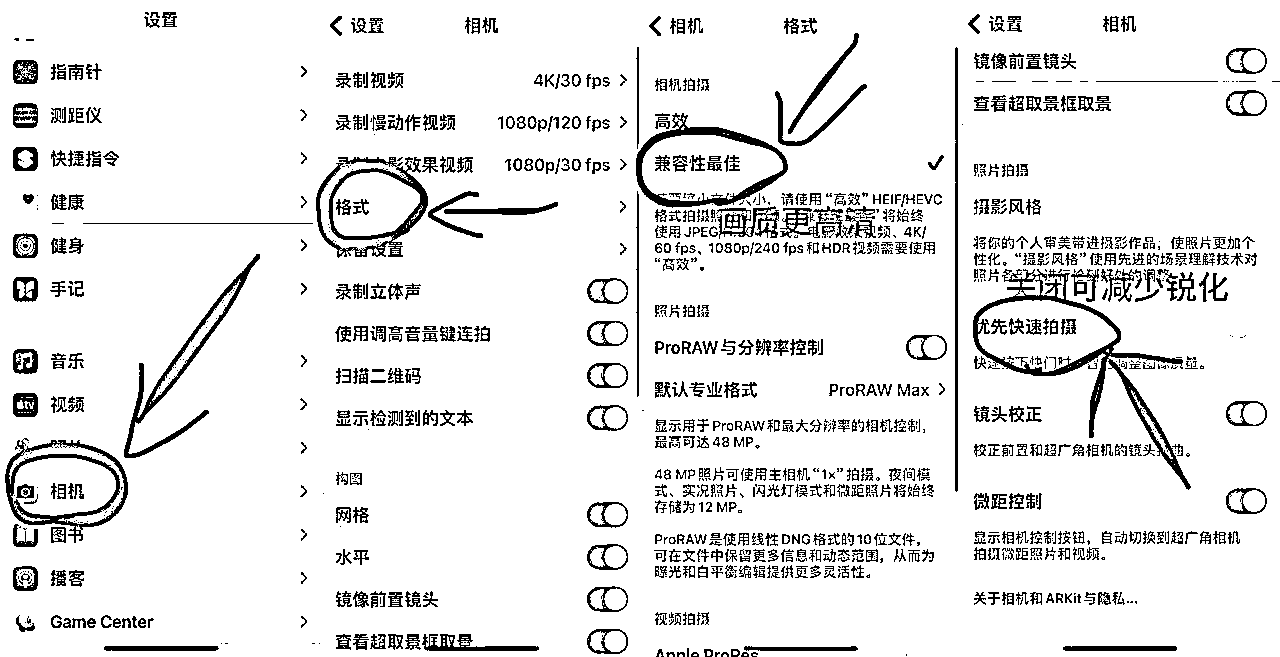 设置
指南针
测距仪
快捷指令
健康
健身
手记
音乐
视频
相机
图书
播客
Game Center
设置
相机
录制视频 4K/30 fps
录制慢动作视频 1080p/120 fps
影效果视频 1080p/30 fps
格式
保留设置
录制立体声
使用调高音量键连拍
扫描二维码
显示检测到的文本
构图
网格
水平
镜像前置镜头
查看超取景框取景
相机
格式
相机拍摄
高效
兼容性最佳
文件大小，请使用“高效”HEIF/HEVC
格式拍摄 将始终
画质更高清
使用 JPEG 视频、4K/
60 fps、1080p/240 fps 和 HDR 视频需要使用
“高效”。
照片拍摄
ProRAW 与分辨率控制
默认专业格式 ProRAW Max
显示用于 ProRAW 和最大分辨率的相机控制，
最高可达 48 MP。
48 MP 照片可使用主相机“1x”拍摄。夜间模
式、实况照片、闪光灯模式和微距照片将始终
存储为 12 MP。
ProRAW 是使用线性 DNG 格式的 10 位文件，
可在文件中保留更多信息和动态范围，从而为
曝光和白平衡编辑提供更多灵活性。
视频拍摄
Apple ProRes
设置
相机
镜像前置镜头
查看超取景框取景
照片拍摄
摄影风格
将你的个人审美带进摄影作品，使照片更加个
性化。“摄影风格”使用先进的场景理解技术对
照片各部分进行恰到好处的调整。
关闭可减少锐化
优先快速拍摄
快速按下快门时 调整图像质量。
镜头校正
校正前置和超广角相机的镜头扭曲。
微距控制
显示相机控制按钮，自动切换到超广角相机
拍摄微距照片和视频。
关于相机和 ARKit 与隐私...